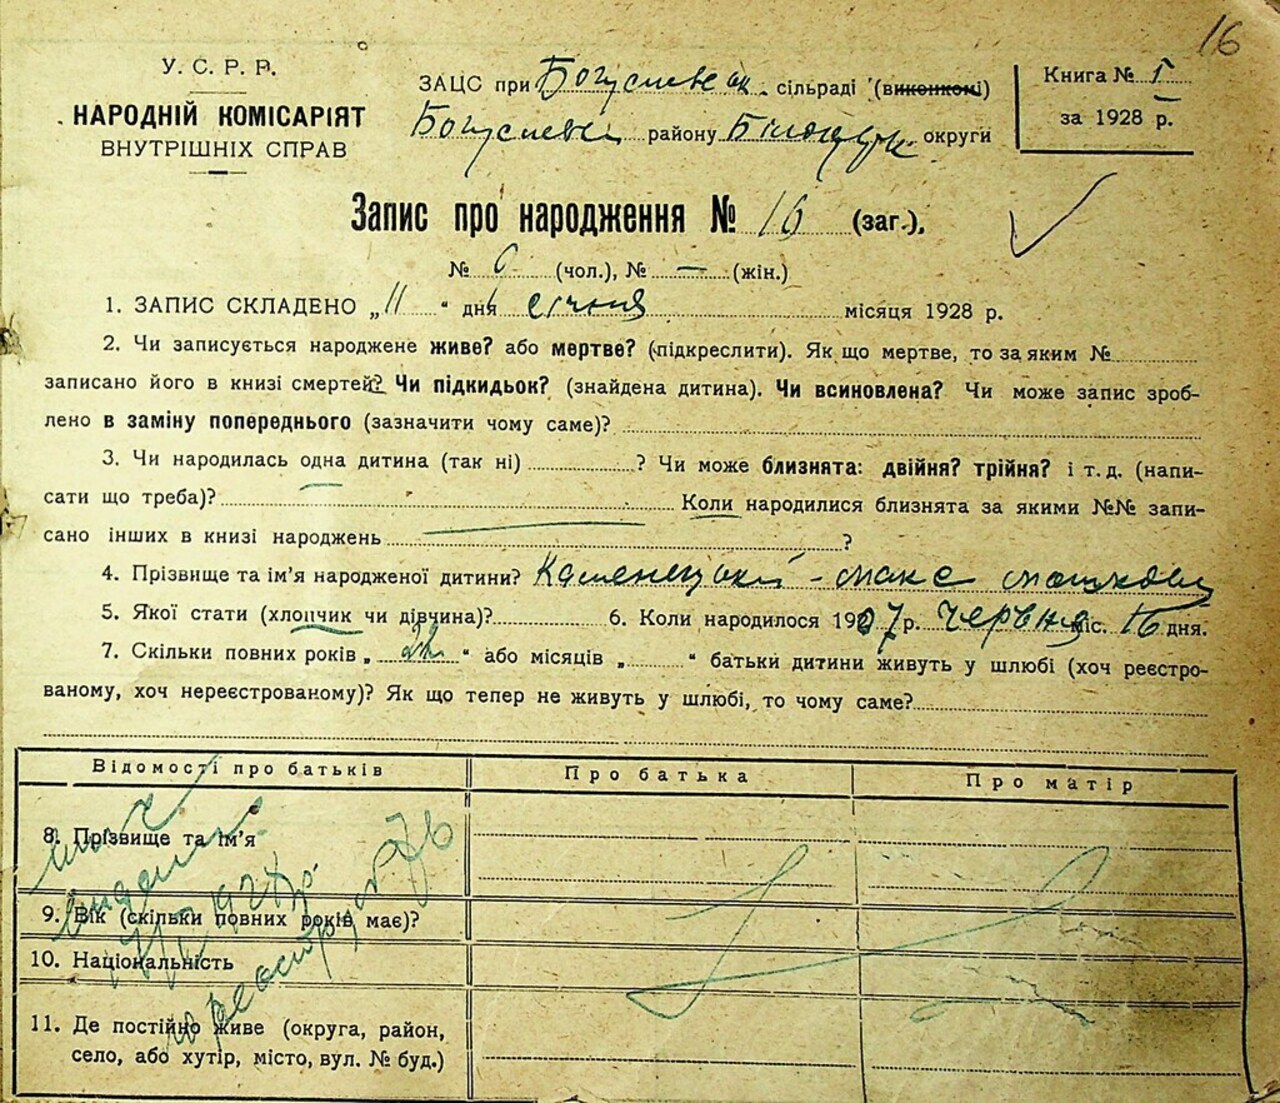 16
У. С. Р. Р.
НАРОДНІЙ КОМІСАРІЯТ
ВНУТРІШНІХ СПРАВ
ЗАЦС при Богуславськ. сільраді (виконкомі)
Богуславськ району Білоцерк округи
Книга № I
за 1928 р.
Запис про народження № 16 (заг.).
№ 6 (чол.), № — (жін.)
1. ЗАПИС СКЛАДЕНО „11“ дня січня місяця 1928 р.
2. Чи записується народжене живе? або мертве? (підкреслити). Як що мертве, то за яким №
записано його в книзі смертей? Чи підкидьок? (знайдена дитина). Чи всиновлена? Чи може запис зроб-
лено в заміну попереднього (зазначити чому саме)?
3. Чи народилась одна дитина (так ні) ? Чи може близнята: двійня? трійня? і т. д. (напи-
сати що треба)? Коли народилися близнята за якими №№ запи-
сано інших в книзі народжень ?
4. Прізвище та ім’я народженої дитини? Каменецький - Макс
5. Якої стати (хлопчик чи дівчина)? 6. Коли народилось 1907 р. червня міс. 16 дня.
7. Скільки повних років „ “ або місяців „ “ батьки дитини живуть у шлюбі (хоч реєстро-
ваному, хоч нереєстрованому)? Як що тепер не живуть у шлюбі, то чому саме?
Відомості про батьків Про батька Про матір
8. Прізвище та ім’я
9. Вік (скільки повних років має)?
10. Національність
11. Де постійно живе (округа, район,
село, або хутір, місто, вул. № буд.)